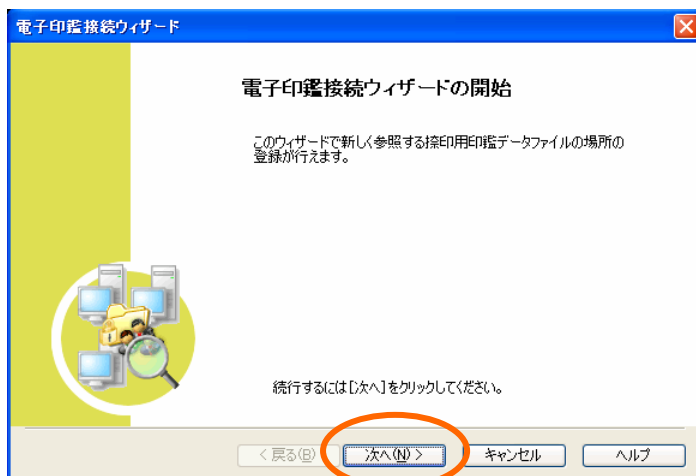 電子印鑑接続ウィザード
電子印鑑接続ウィザードの開始
このウィザードで新しく参照する捺印用印鑑データファイルの場所の
登録が行えます。
続行するには[次へ]をクリックしてください。
< 戻る(B)
次へ(N) >
キャンセル
ヘルプ